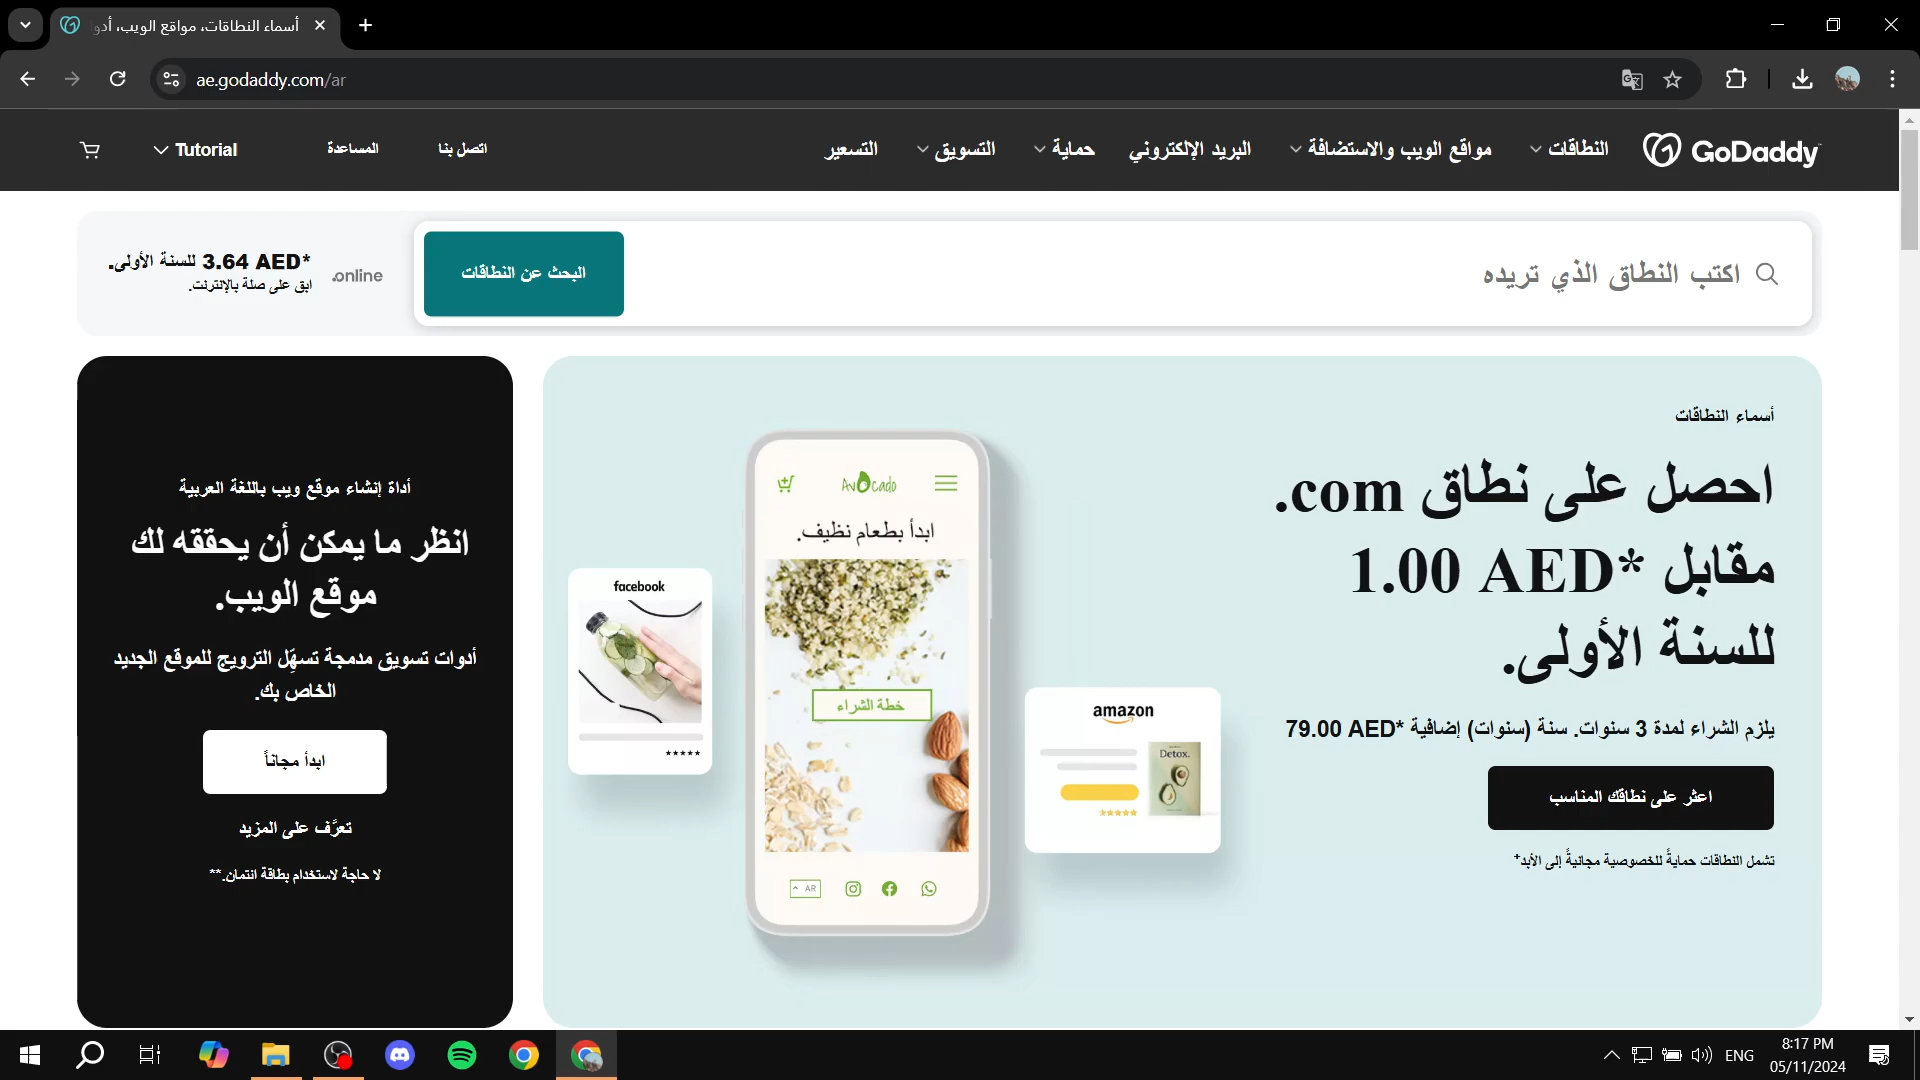 أسماء النطاقات، مواقع الويب، أدو
ae.godaddy.com/ar
GoDaddy
النطاقات
مواقع الويب والاستضافة
البريد الإلكتروني
حماية
التسويق
التسعير
اتصل بنا
المساعدة
Tutorial
اكتب النطاق الذي تريده
البحث عن النطاقات
.online
*3.64 AED للسنة الأولى.
ابق على صلة بالإنترنت.
أسماء النطاقات
احصل على نطاق com.
مقابل *1.00 AED
للسنة الأولى.
يلزم الشراء لمدة 3 سنوات. سنة (سنوات) إضافية *79.00 AED
اعثر على نطاقك المناسب
تشمل النطاقات حمايةً للخصوصية مجانيةً إلى الأبد*
amazon
Detox.
Avocado
ابدأ بطعام نظيف.
خطة الشراء
AR
facebook
أداة إنشاء موقع ويب باللغة العربية
انظر ما يمكن أن يحققه لك
موقع الويب.
أدوات تسويق مدمجة تسهّل الترويج للموقع الجديد
الخاص بك.
ابدأ مجاناً
تعرَّف على المزيد
لا حاجة لاستخدام بطاقة ائتمان.**
ENG
8:17 PM
05/11/2024